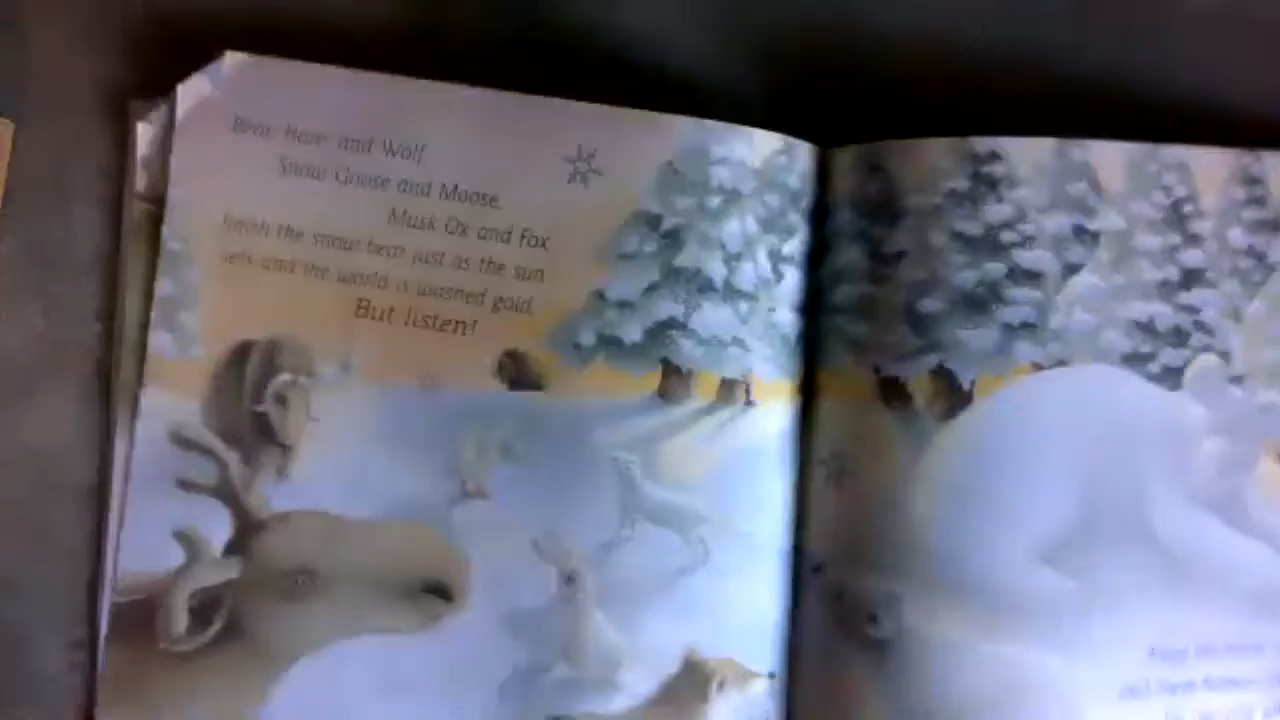 Bear, Hare and Wolf,
Snow Goose and Moose,
Musk Ox and Fox
finish the snow bear just as the sun
sets and the world is washed gold.
But listen!